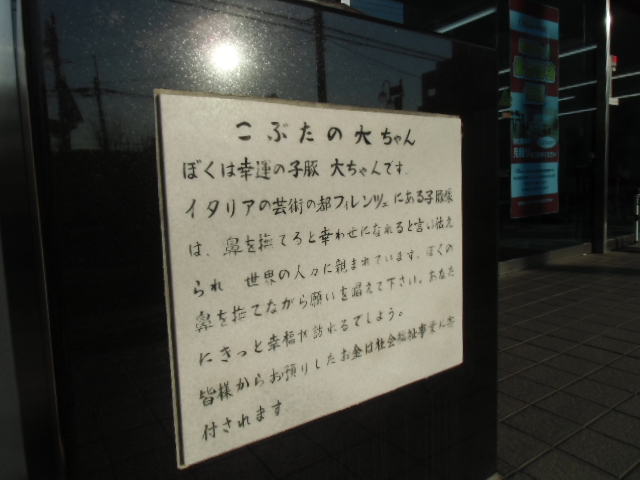 こぶたの大ちゃん
ぼくは幸運の子豚 大ちゃんです.
イタリアの芸術の都フィレンツェにある子豚像
は、鼻を撫でると幸わせになれると言い伝え
られ 世界の人々に親まれています. ぼくの
鼻を撫でながら願いを唱えて下さい。あなた
にきっと幸福が訪れるでしょう。
皆様からお預りしたお金は社会福祉事業に寄
付されます